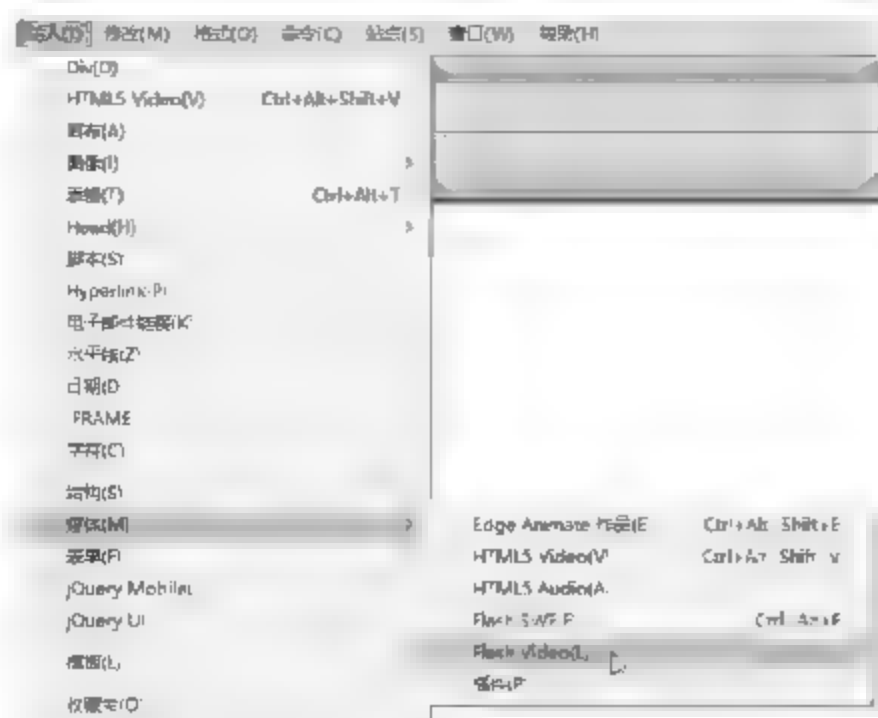 插入(I) 修改(M) 格式(O) 命令(C) 站点(S) 窗口(W) 效果(H)
Div(D)
HTML5 Video(V) Ctrl+Alt+Shift+V
画布(A)
图像(I)
表格(T) Ctrl+Alt+T
Head(H)
脚本(S)
Hyperlink(P)
电子邮件链接(K)
水平线(Z)
日期(D)
IFRAME
字符(C)
结构(S)
媒体(M)
Edge Animate 作品(E) Ctrl+Alt+Shift+E
HTML5 Video(V) Ctrl+Alt+Shift+V
HTML5 Audio(A)
Flash SWF(F) Ctrl+Alt+F
Flash Video(L)
插件(P)
表单(F)
jQuery Mobile
jQuery UI
模板(L)
收藏夹(O)